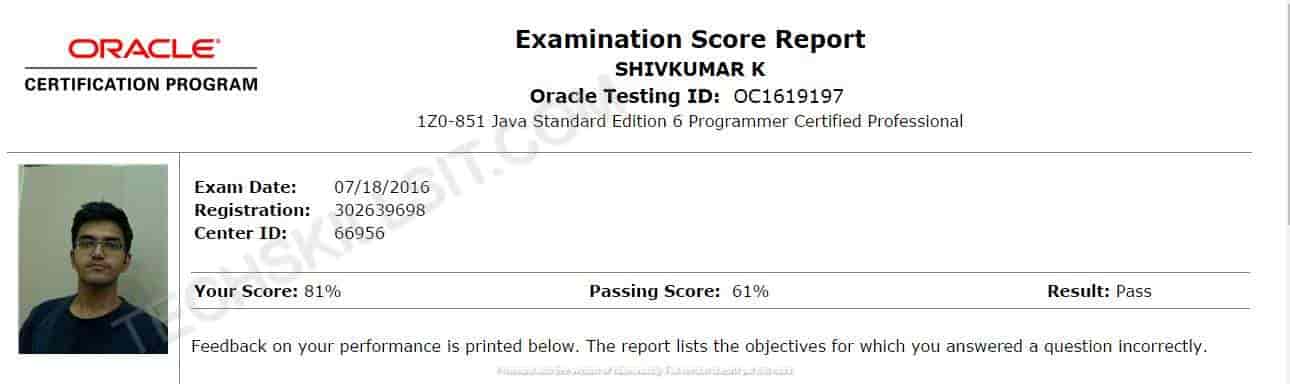 ORACLE
CERTIFICATION PROGRAM
Examination Score Report
SHIVKUMAR K
Oracle Testing ID: OC1619197
1Z0-851 Java Standard Edition 6 Programmer Certified Professional
Exam Date: 07/18/2016
Registration: 302639698
Center ID: 66956
Your Score: 81% Passing Score: 61% Result: Pass
Feedback on your performance is printed below. The report lists the objectives for which you answered a question incorrectly.
TECHSKILLSIT.COM